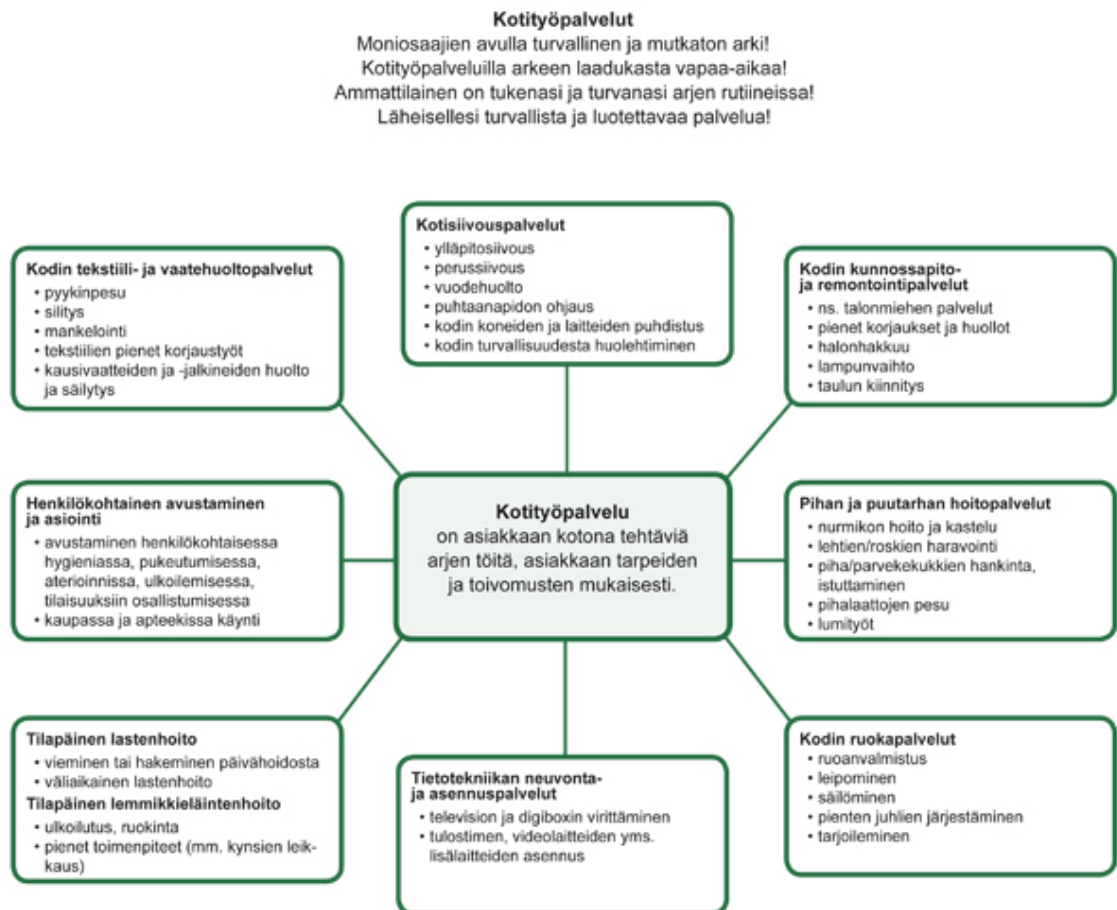 Kotityöpalvelut
Moniosaajien avulla turvallinen ja mutkaton arki!
Kotityöpalveluilla arkeen laadukasta vapaa-aikaa!
Ammattilainen on tukenasi ja turvanasi arjen rutiineissa!
Läheisellesi turvallista ja luotettavaa palvelua!
Kodin tekstiili- ja vaatehuoltopalvelut
• pyykinpesu
• silitys
• mankelointi
• tekstiilien pienet korjaustyöt
• kausivaatteiden ja -jalkineiden huolto
ja säilytys
Kotisiivouspalvelut
• ylläpitosiivous
• perussiivous
• vuodehuolto
• puhtaanapidon ohjaus
• kodin koneiden ja laitteiden puhdistus
• kodin turvallisuudesta huolehtiminen
Kodin kunnossapito-
ja remontointipalvelut
• ns. talonmiehen palvelut
• pienet korjaukset ja huollot
• halonhakkuu
• lampunvaihto
• taulun kiinnitys
Henkilökohtainen avustaminen
ja asiointi
• avustaminen henkilökohtaisessa
hygieniassa, pukeutumisessa,
aterioinnissa, ulkoilemisessa,
tilaisuuksiin osallistumisessa
• kaupassa ja apteekissa käynti
Kotityöpalvelu
on asiakkaan kotona tehtäviä
arjen töitä, asiakkaan tarpeiden
ja toivomusten mukaisesti.
Pihan ja puutarhan hoitopalvelut
• nurmikon hoito ja kastelu
• lehtien/roskien haravointi
• piha/parvekekukkien hankinta,
istuttaminen
• pihalaattojen pesu
• lumityöt
Tilapäinen lastenhoito
• vieminen tai hakeminen päivähoidosta
• väliaikainen lastenhoito
Tilapäinen lemmikkieläintenhoito
• ulkoilutus, ruokinta
• pienet toimenpiteet (mm. kynsien leik-
kaus)
Tietotekniikan neuvonta-
ja asennuspalvelut
• television ja digiboxin virittäminen
• tulostimen, videolaitteiden yms.
lisälaitteiden asennus
Kodin ruokapalvelut
• ruoanvalmistus
• leipominen
• säilöminen
• pienten juhlien järjestäminen
• tarjoileminen